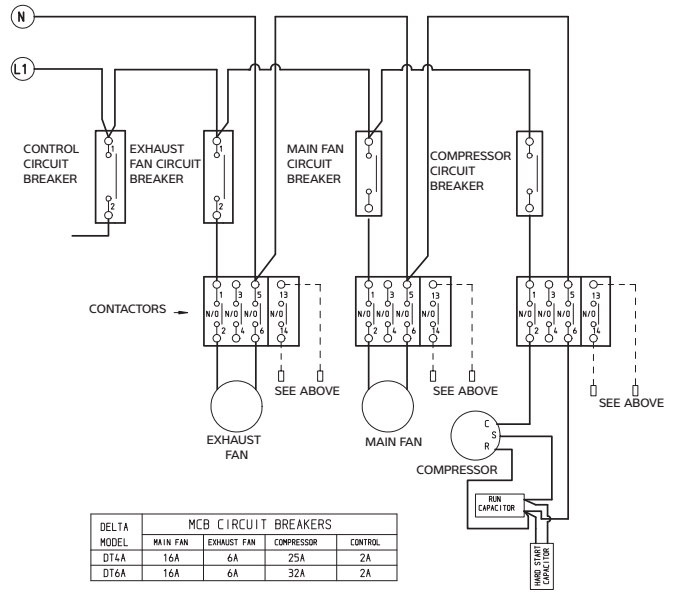 N
L1
CONTROL
CIRCUIT
BREAKER
EXHAUST
FAN CIRCUIT
BREAKER
MAIN FAN
CIRCUIT
BREAKER
COMPRESSOR
CIRCUIT
BREAKER
1
2
1
2
CONTACTORS
1 3 5 13
N/O N/O N/O N/O
2 4 6 14
1 3 5 13
N/O N/O N/O N/O
2 4 6 14
1 3 5 13
N/O N/O N/O N/O
2 4 6 14
SEE ABOVE
SEE ABOVE
SEE ABOVE
EXHAUST
FAN
MAIN FAN
C
S
R
COMPRESSOR
RUN
CAPACITOR
HARD START
CAPACITOR
DELTA MODEL
MCB CIRCUIT BREAKERS
MAIN FAN EXHAUST FAN COMPRESSOR CONTROL
DT4A 16A 6A 25A 2A
DT6A 16A 6A 32A 2A